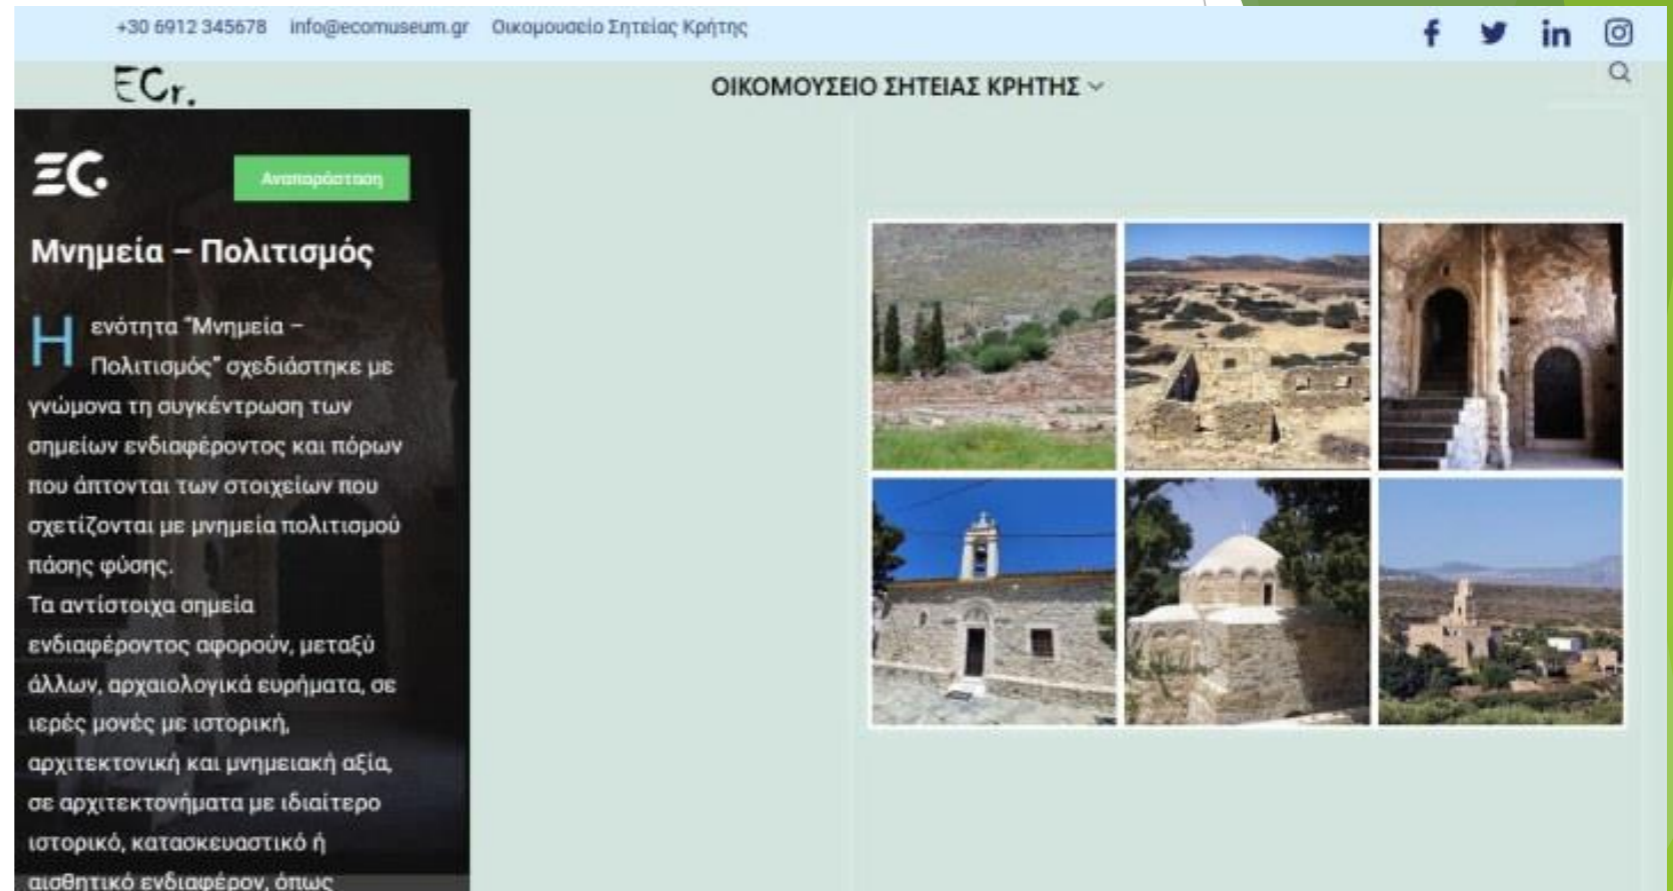 +30 6912 345678 info@ecomuseum.gr Οικομουσείο Σητείας Κρήτης
ECr.
ΟΙΚΟΜΟΥΣΕΙΟ ΣΗΤΕΙΑΣ ΚΡΗΤΗΣ
EC.
Αναπαράσταση
Μνημεία – Πολιτισμός
Η ενότητα “Μνημεία –
Πολιτισμός” σχεδιάστηκε με
γνώμονα τη συγκέντρωση των
σημείων ενδιαφέροντος και πόρων
που άπτονται των στοιχείων που
σχετίζονται με μνημεία πολιτισμού
πάσης φύσης.
Τα αντίστοιχα σημεία
ενδιαφέροντος αφορούν, μεταξύ
άλλων, αρχαιολογικά ευρήματα, σε
ιερές μονές με ιστορική,
αρχιτεκτονική και μνημειακή αξία,
σε αρχιτεκτονήματα με ιδιαίτερο
ιστορικό, κατασκευαστικό ή
αισθητικό ενδιαφέρον, όπως